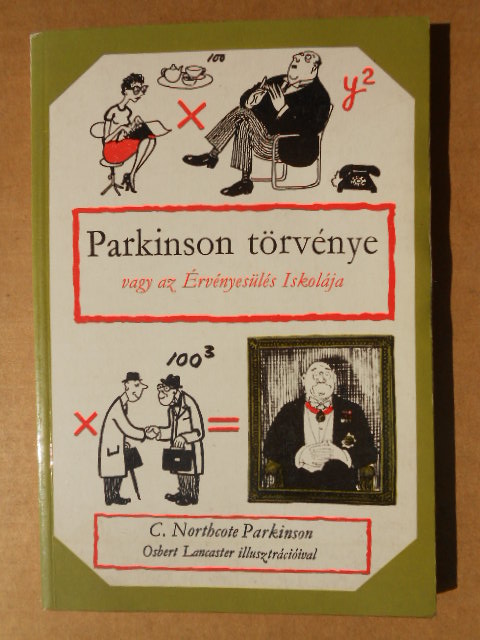 100
× y²
Parkinson törvénye
vagy az Érvényesülés Iskolája
100³
× =
C. Northcote Parkinson
Osbert Lancaster illusztrációival